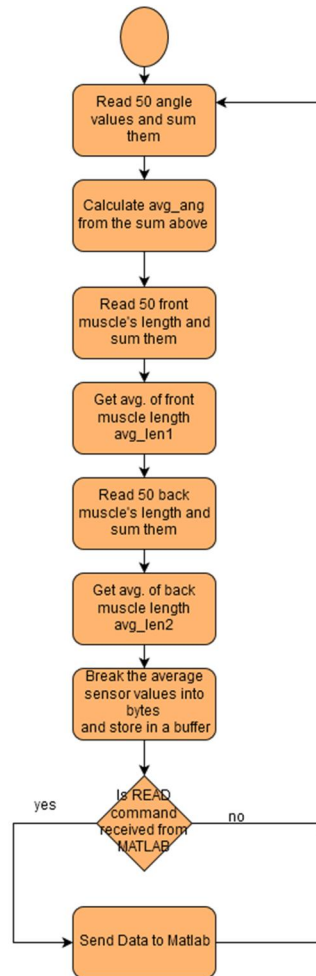 Read 50 angle
values and sum
them
Calculate avg_ang
from the sum above
Read 50 front
muscle's length and
sum them
Get avg. of front
muscle length
avg_len1
Read 50 back
muscle's length and
sum them
Get avg. of back
muscle length
avg_len2
Break the average
sensor values into
bytes
and store in a buffer
Is READ
command
received from
MATLAB
yes
no
Send Data to Matlab